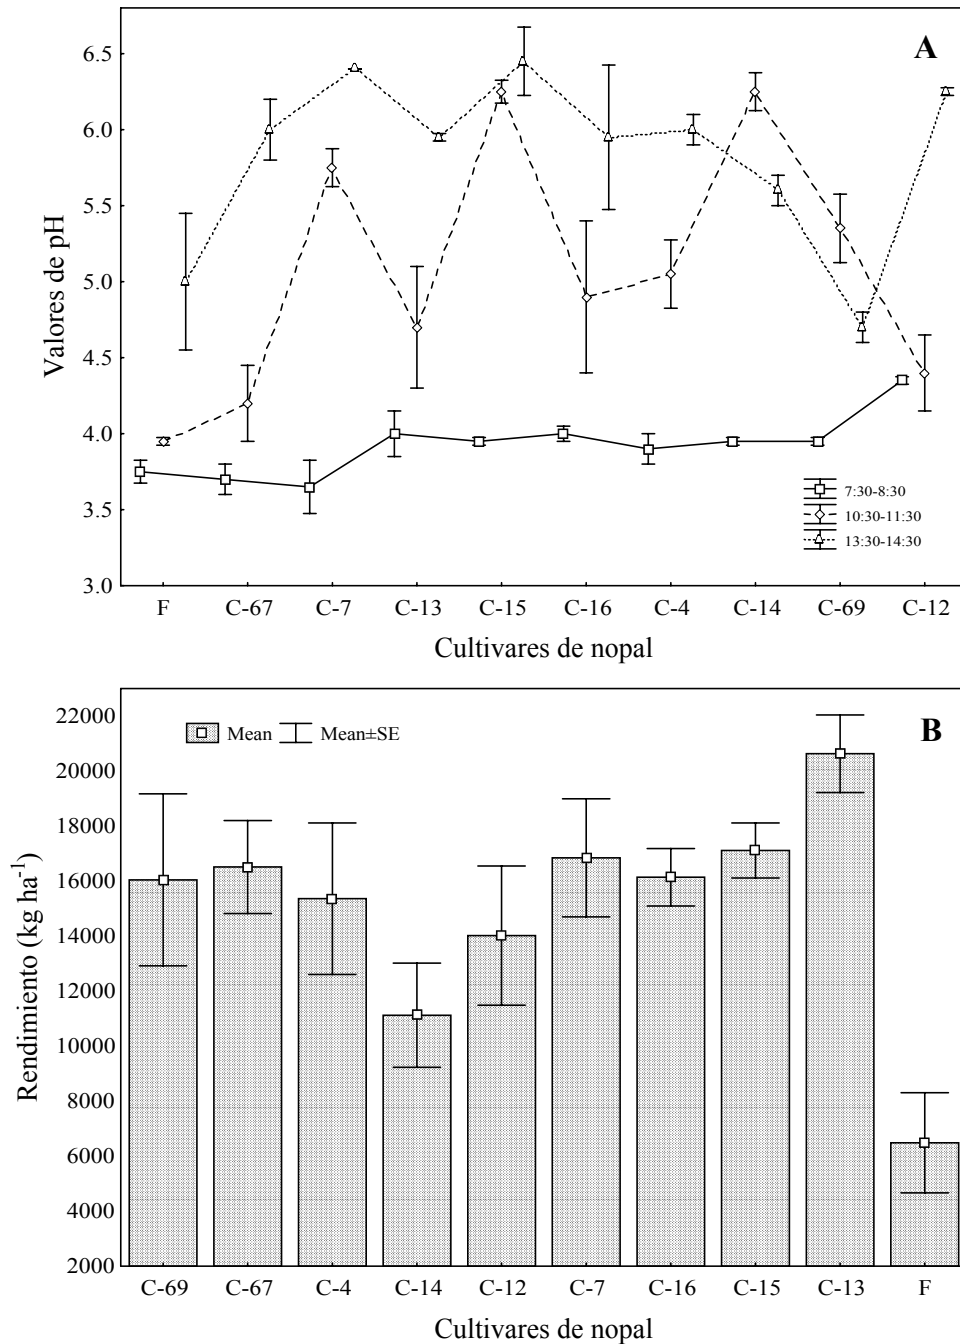 A
Valores de pH
6.5
6.0
5.5
5.0
4.5
4.0
3.5
3.0
7:30-8:30
10:30-11:30
13:30-14:30
F C-67 C-7 C-13 C-15 C-16 C-4 C-14 C-69 C-12
Cultivares de nopal
B
Mean Mean±SE
Rendimiento (kg ha-1)
22000
20000
18000
16000
14000
12000
10000
8000
6000
4000
2000
C-69 C-67 C-4 C-14 C-12 C-7 C-16 C-15 C-13 F
Cultivares de nopal